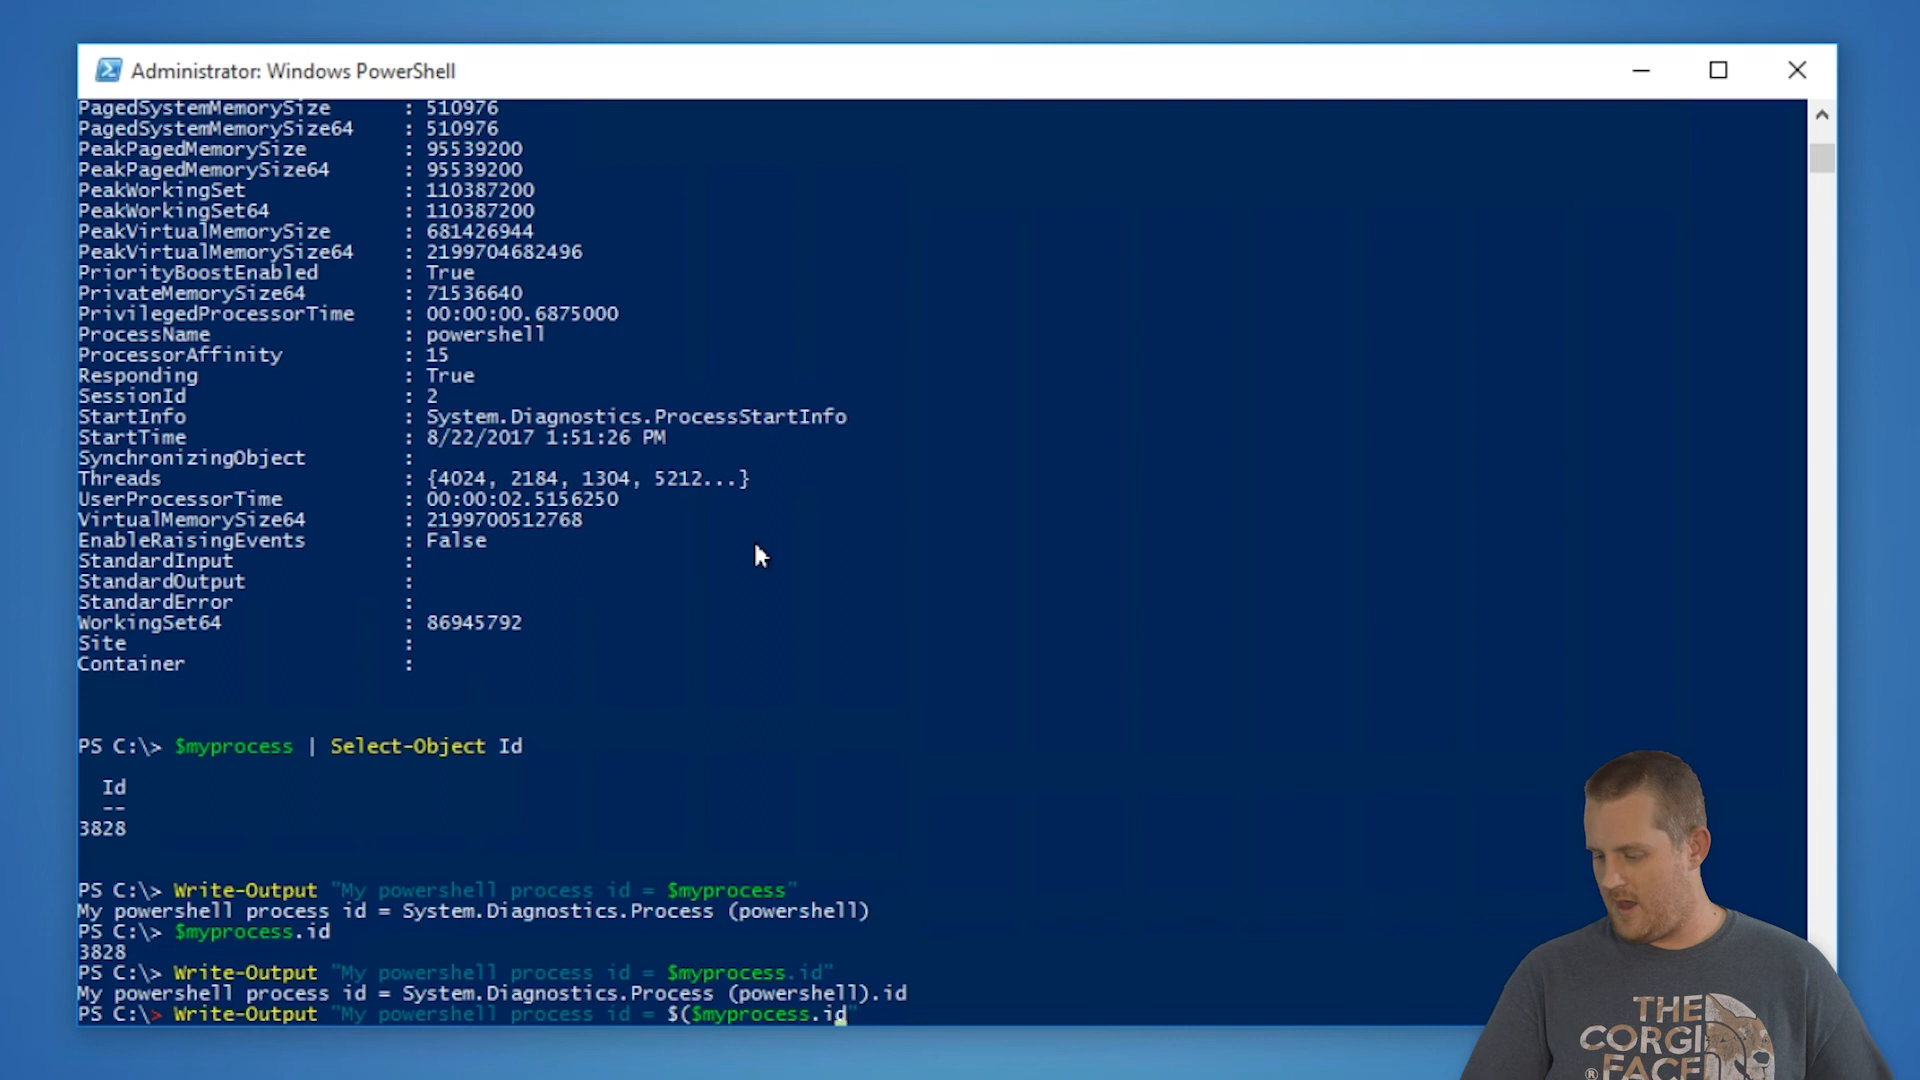 Administrator: Windows PowerShell
PagedSystemMemorySize : 510976
PagedSystemMemorySize64 : 510976
PeakPagedMemorySize : 95539200
PeakPagedMemorySize64 : 95539200
PeakWorkingSet : 110387200
PeakWorkingSet64 : 110387200
PeakVirtualMemorySize : 681426944
PeakVirtualMemorySize64 : 2199704682496
PriorityBoostEnabled : True
PrivateMemorySize64 : 71536640
PrivilegedProcessorTime : 00:00:00.6875000
ProcessName : powershell
ProcessorAffinity : 15
Responding : True
SessionId : 2
StartInfo : System.Diagnostics.ProcessStartInfo
StartTime : 8/22/2017 1:51:26 PM
SynchronizingObject :
Threads : {4024, 2184, 1304, 5212...}
UserProcessorTime : 00:00:02.5156250
VirtualMemorySize64 : 2199700512768
EnableRaisingEvents : False
StandardInput :
StandardOutput :
StandardError :
WorkingSet64 : 86945792
Site :
Container :
PS C:\> $myprocess | Select-Object Id
Id
--
3828
PS C:\> Write-Output "My powershell process id = $myprocess"
My powershell process id = System.Diagnostics.Process (powershell)
PS C:\> $myprocess.id
3828
PS C:\> Write-Output "My powershell process id = $myprocess.id"
My powershell process id = System.Diagnostics.Process (powershell).id
PS C:\> Write-Output "My powershell process id = $($myprocess.id"
THE
CORGI
® FACE